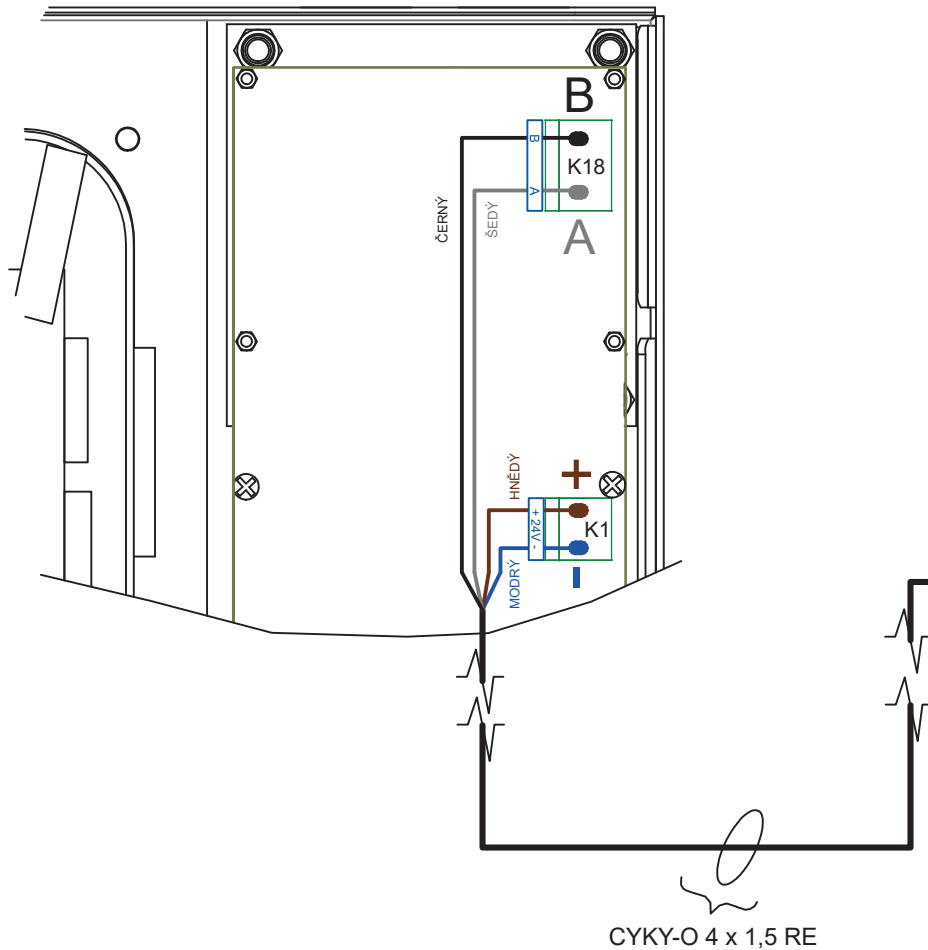 B
B
K18
A
A
ČERNÝ
ŠEDÝ
HNĚDÝ
+
+ 24V -
K1
-
MODRÝ
CYKY-O 4 x 1,5 RE